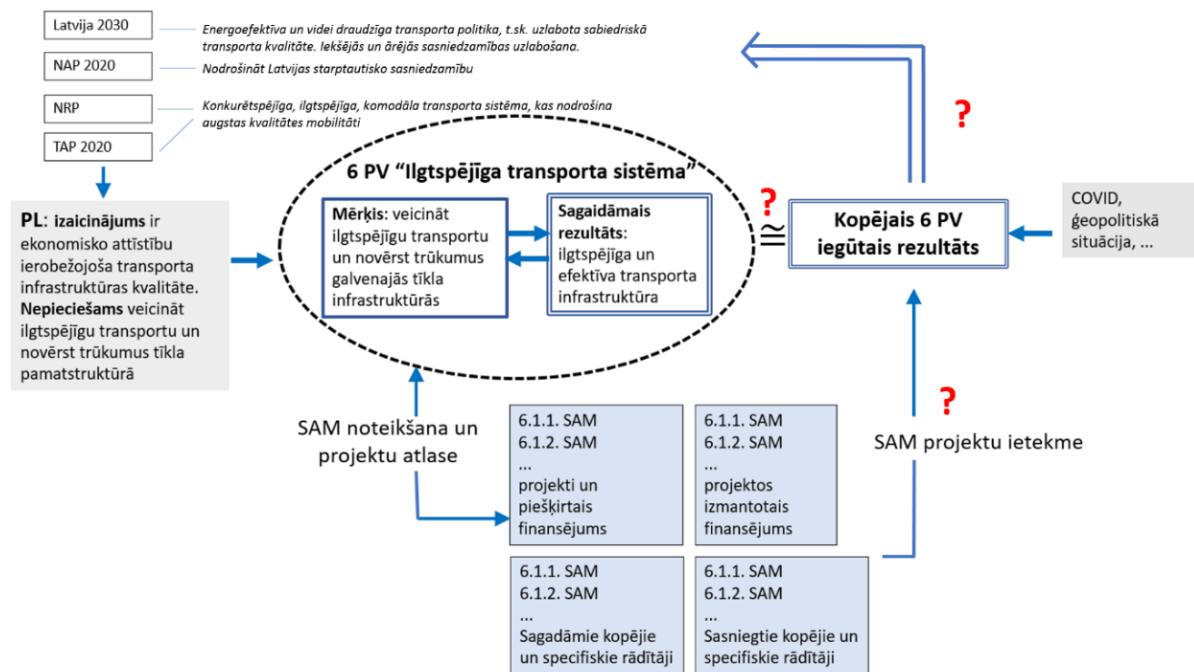 Latvija 2030
Energoefektīva un videi draudzīga transporta politika, t.sk. uzlabota sabiedriskā
transporta kvalitāte. Iekšējās un ārējās sasniedzamības uzlabošana.
NAP 2020
Nodrošināt Latvijas starptautisko sasniedzamību
NRP
Konkurētspējīga, ilgtspējīga, komodāla transporta sistēma, kas nodrošina
augstas kvalitātes mobilitāti
TAP 2020
PL: izaicinājums ir
ekonomisko attīstību
ierobežojoša transporta
infrastruktūras kvalitāte.
Nepieciešams veicināt
ilgtspējīgu transportu un
novērst trūkumus tīkla
pamatstruktūrā
6 PV “Ilgtspējīga transporta sistēma”
Mērķis: veicināt
ilgtspējīgu transportu
un novērst trūkumus
galvenajās tīkla
infrastruktūrās
Sagaidāmais
rezultāts:
ilgtspējīga un
efektīva transporta
infrastruktūra
?
≅
?
Kopējais 6 PV
iegūtais rezultāts
COVID,
ģeopolitiskā
situācija, ...
SAM noteikšana un
projektu atlase
6.1.1. SAM
6.1.2. SAM
...
projekti un
piešķirtais
finansējums
6.1.1. SAM
6.1.2. SAM
...
projektos
izmantotais
finansējums
?
SAM projektu ietekme
6.1.1. SAM
6.1.2. SAM
...
Sagadāmie kopējie
un specifiskie rādītāji
6.1.1. SAM
6.1.2. SAM
...
Sasniegtie kopējie un
specifiskie rādītāji